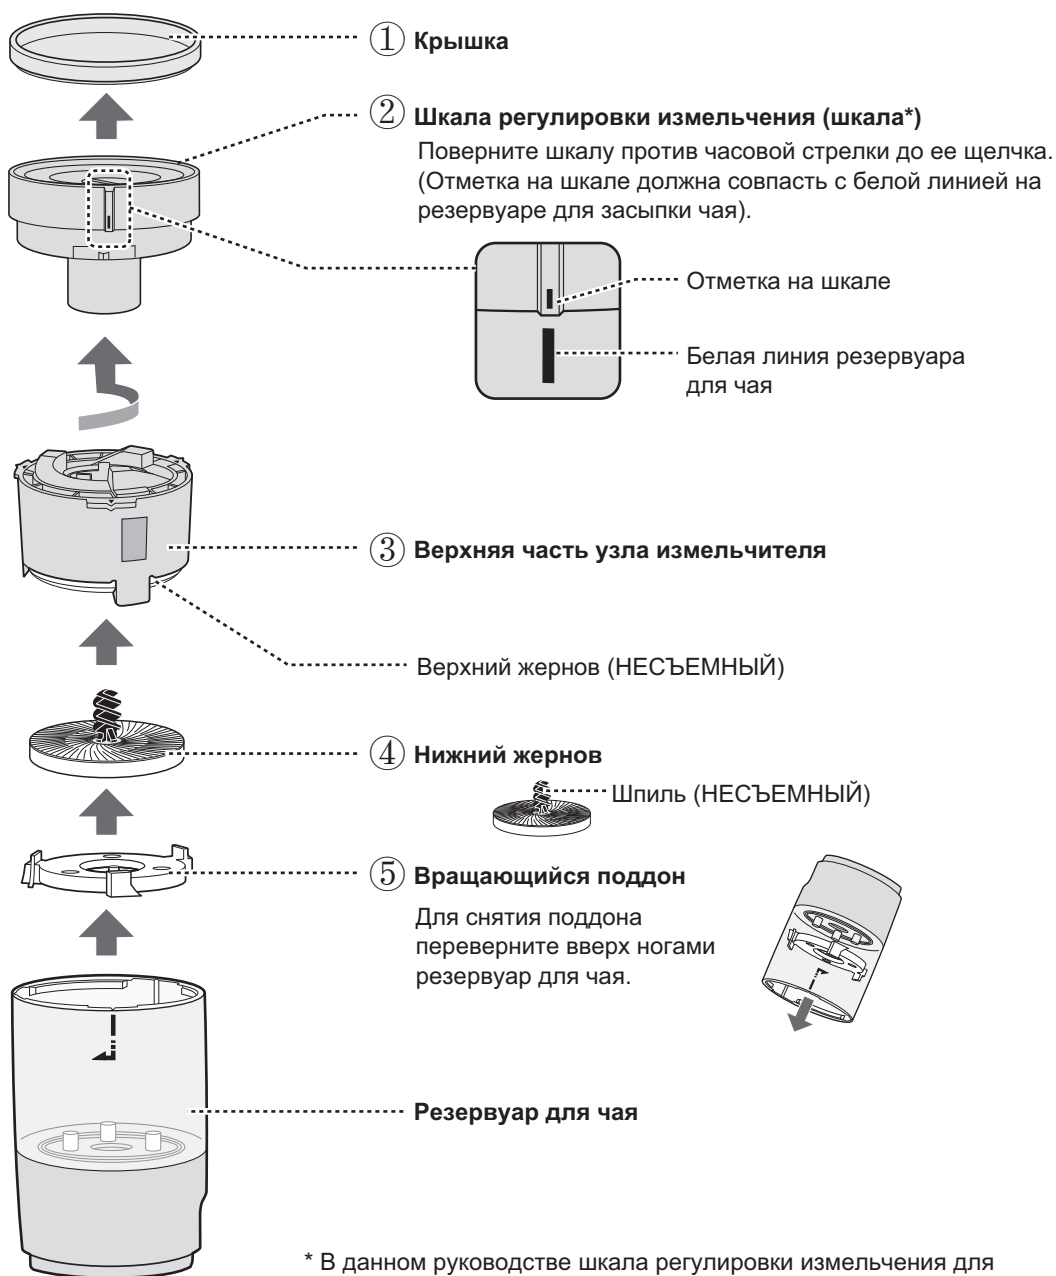 ① Крышка
② Шкала регулировки измельчения (шкала*)
Поверните шкалу против часовой стрелки до ее щелчка.
(Отметка на шкале должна совпасть с белой линией на
резервуаре для засыпки чая).
Отметка на шкале
Белая линия резервуара
для чая
③ Верхняя часть узла измельчителя
Верхний жернов (НЕСЪЕМНЫЙ)
④ Нижний жернов
Шпиль (НЕСЪЕМНЫЙ)
⑤ Вращающийся поддон
Для снятия поддона
переверните вверх ногами
резервуар для чая.
Резервуар для чая
* В данном руководстве шкала регулировки измельчения для